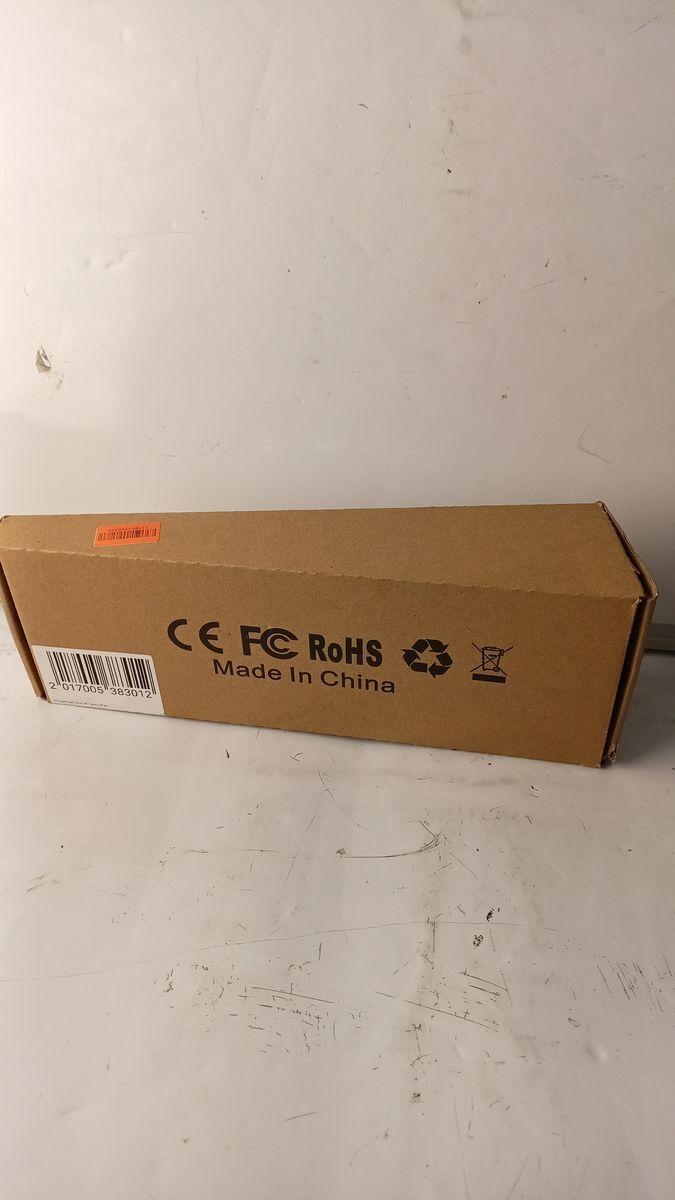 CE FC RoHS
Made In China
2 017005 383012